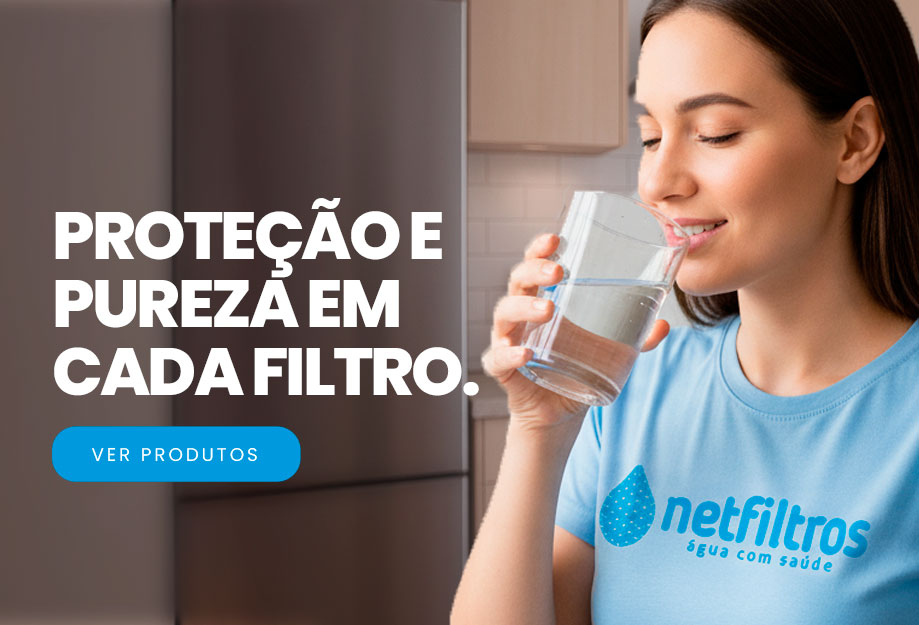 PROTEÇÃO E
PUREZA EM
CADA FILTRO.
VER PRODUTOS
netfiltros
água com saúde